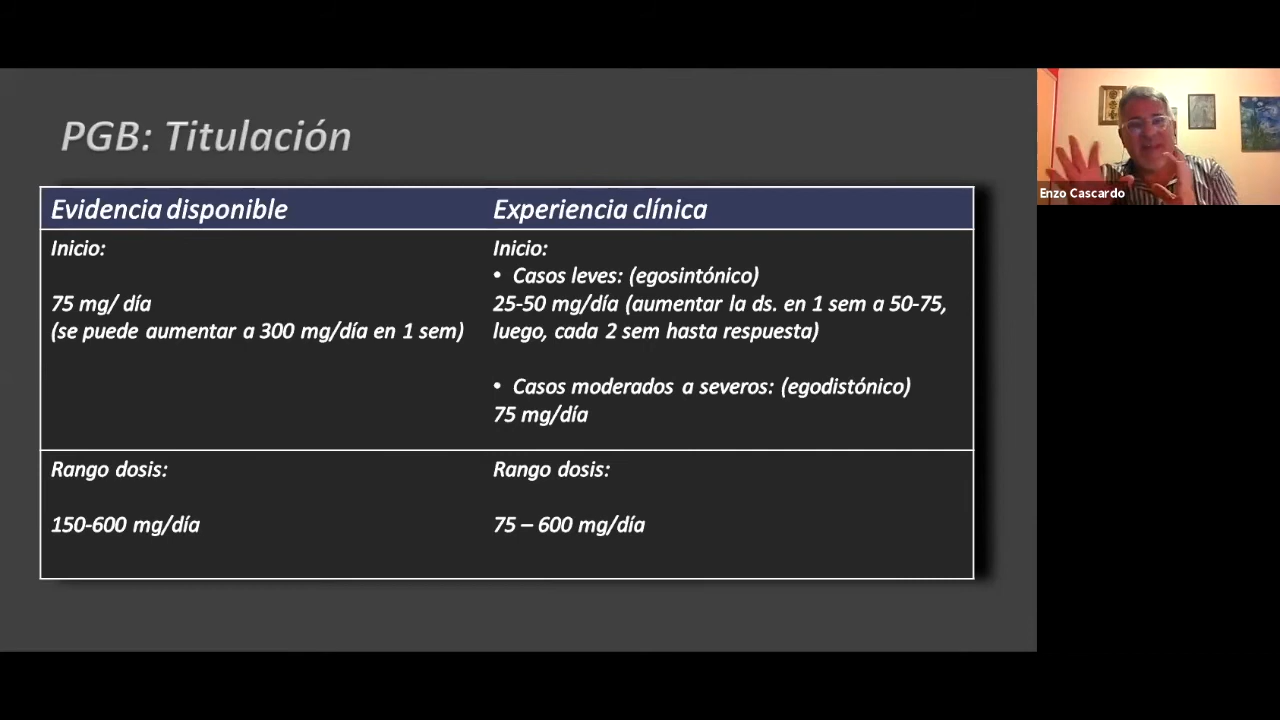 PGB: Titulación
Evidencia disponible
Inicio:
75 mg/ día
(se puede aumentar a 300 mg/día en 1 sem)
Rango dosis:
150-600 mg/día
Experiencia clínica
Inicio:
• Casos leves: (egosintónico)
25-50 mg/día (aumentar la ds. en 1 sem a 50-75,
luego, cada 2 sem hasta respuesta)
• Casos moderados a severos: (egodistónico)
75 mg/día
Rango dosis:
75 – 600 mg/día
Enzo Cascardo